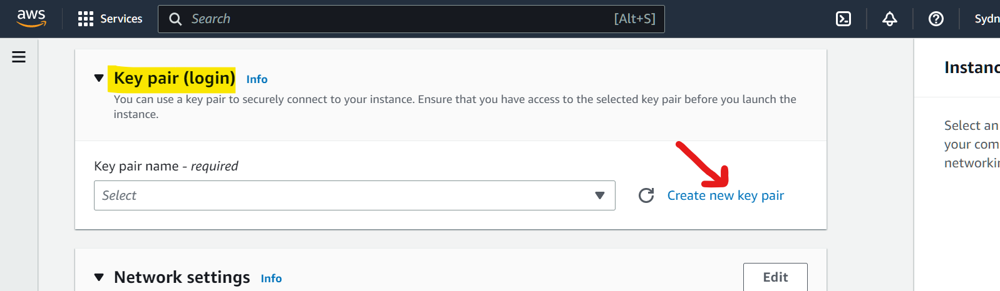 aws
Services
Search
[Alt+S]
Sydn
Key pair (login)
Info
You can use a key pair to securely connect to your instance. Ensure that you have access to the selected key pair before you launch the
instance.
Key pair name - required
Select
Create new key pair
Network settings
Info
Edit
Instanc
Select an
your com
networkin